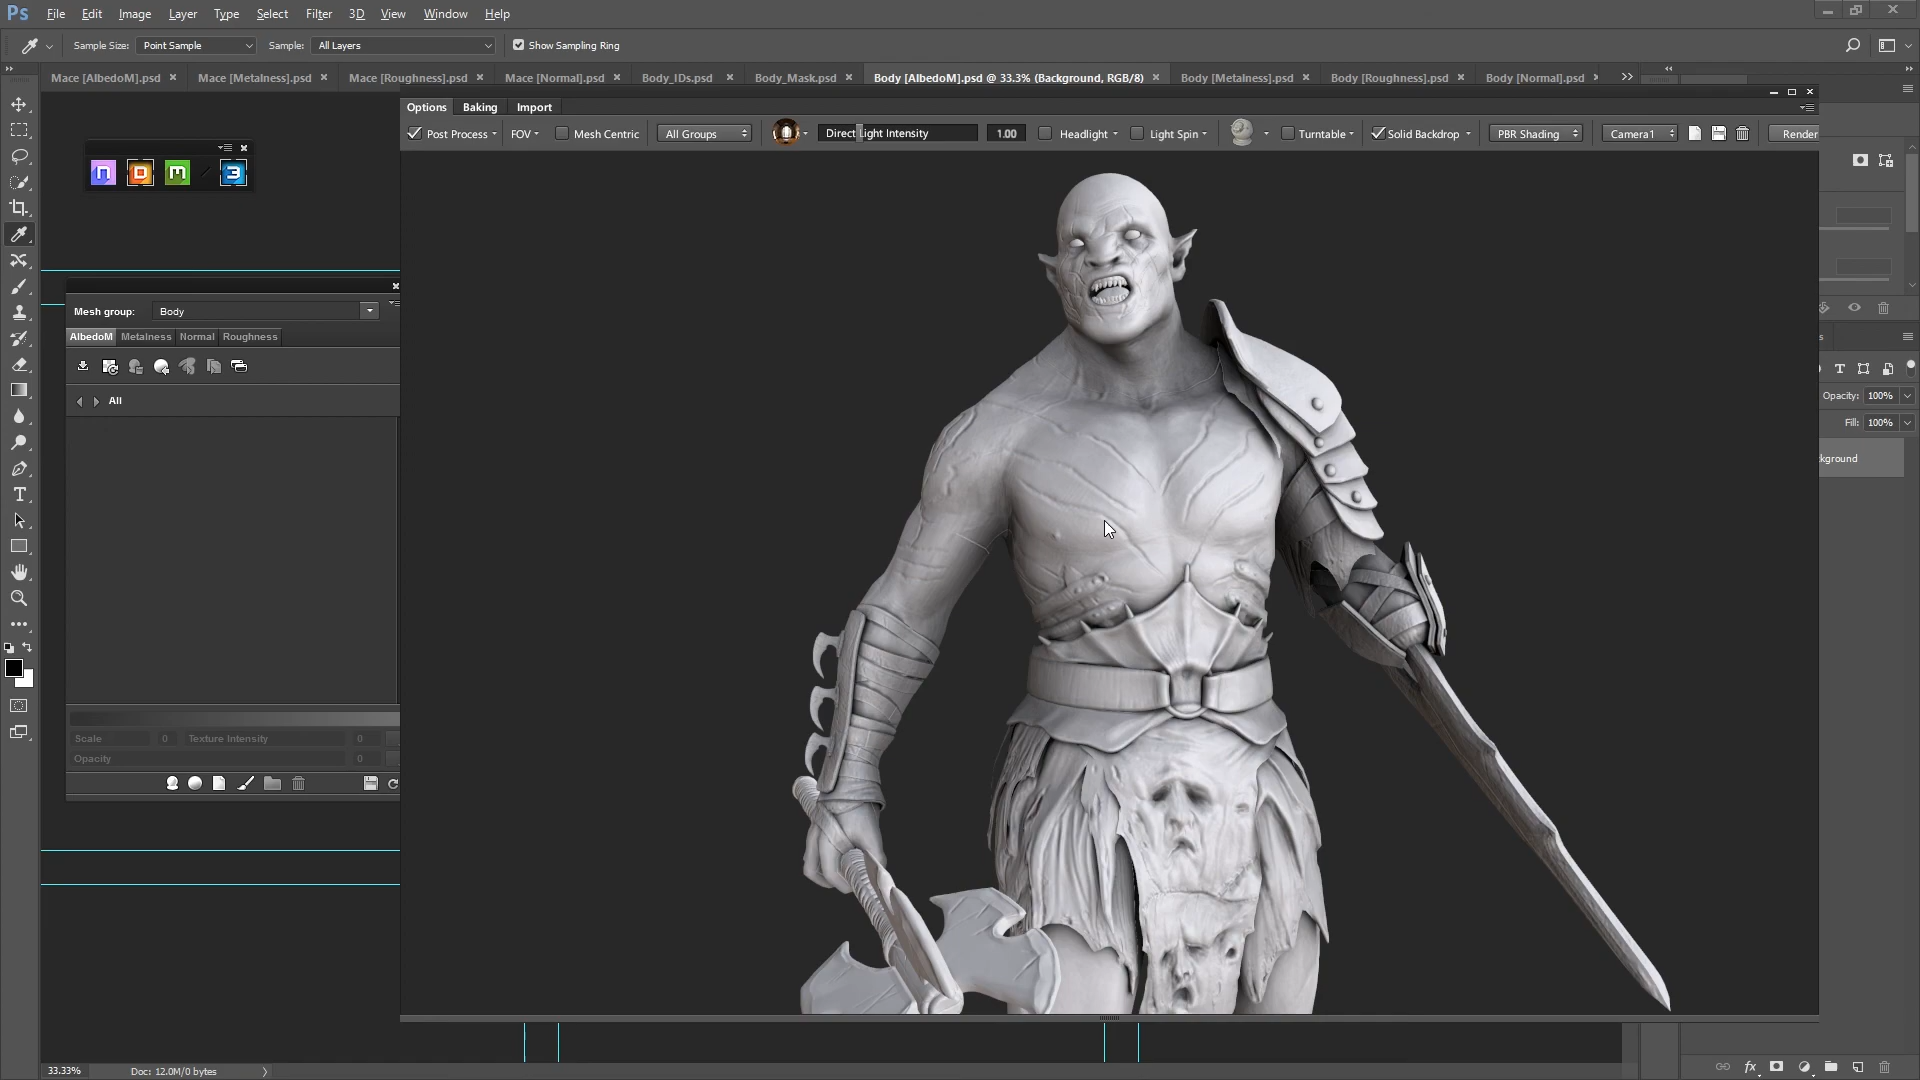 Ps File Edit Image Layer Type Select Filter 3D View Window Help
Sample Size: Point Sample Sample: All Layers Show Sampling Ring
Mace [AlbedoM].psd Mace [Metalness].psd Mace [Roughness].psd Mace [Normal].psd Body_IDs.psd Body_Mask.psd Body [AlbedoM].psd @ 33.3% (Background, RGB/8) Body [Metalness].psd Body [Roughness].psd Body [Normal].psd
Options Baking Import
Post Process FOV Mesh Centric All Groups Direct Light Intensity 1.00 Headlight Light Spin Turntable Solid Backdrop PBR Shading Camera1 Render
n D M 3
Mesh group: Body
AlbedoM Metalness Normal Roughness
All
Opacity: 100%
Fill: 100%
kground
Scale 0 Texture Intensity 0
Opacity 0
fx
33.33% Doc: 12.0M/0 bytes